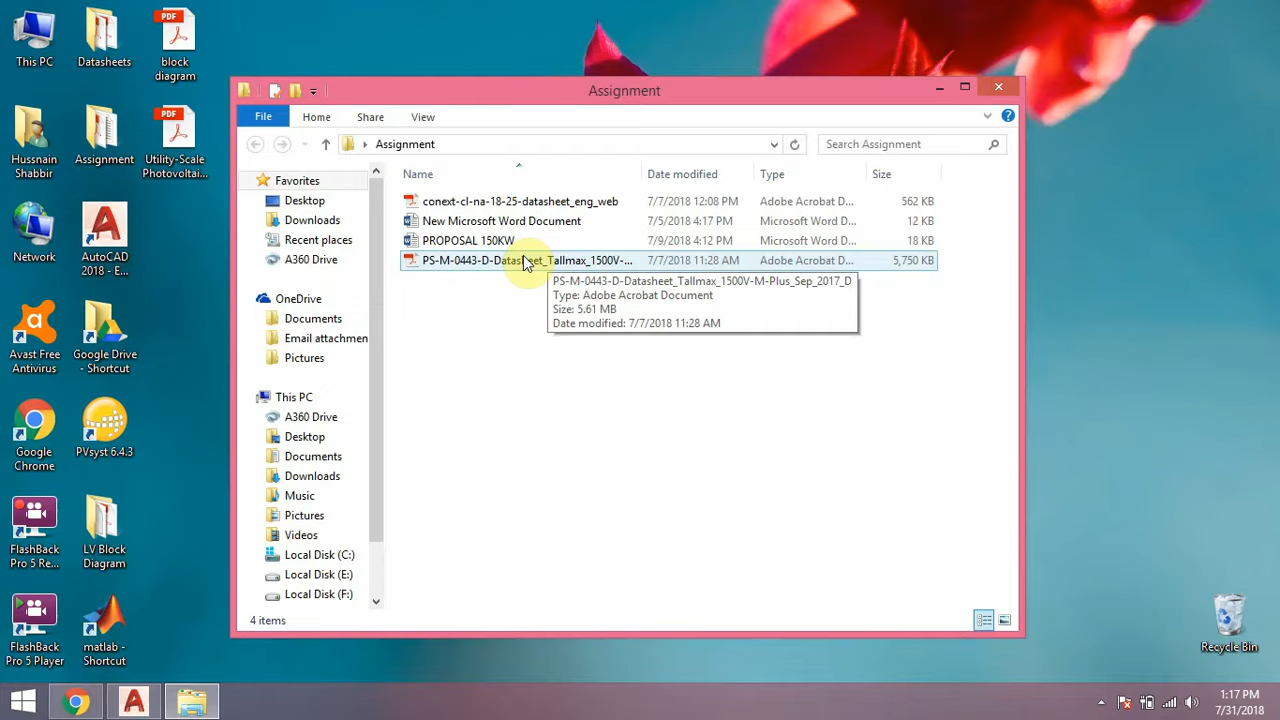 This PC
Datasheets
block
diagram
Hussnain
Shabbir
Assignment
Utility-Scale
Photovoltai...
Network
AutoCAD
2018 - E...
Avast Free
Antivirus
Google Drive
- Shortcut
Google
Chrome
PVsyst 6.4.3
FlashBack
Pro 5 Re...
LV Block
Diagram
FlashBack
Pro 5 Player
matlab -
Shortcut
Assignment
File Home Share View
Assignment
Search Assignment
Favorites
Desktop
Downloads
Recent places
A360 Drive
OneDrive
Documents
Email attachmen
Pictures
This PC
A360 Drive
Desktop
Documents
Downloads
Music
Pictures
Videos
Local Disk (C:)
Local Disk (E:)
Local Disk (F:)
Name Date modified Type Size
conext-cl-na-18-25-datasheet_eng_web 7/7/2018 12:08 PM Adobe Acrobat D... 562 KB
New Microsoft Word Document 7/5/2018 4:17 PM Microsoft Word D... 12 KB
PROPOSAL 150KW 7/9/2018 4:12 PM Microsoft Word D... 18 KB
PS-M-0443-D-Datasheet_Tallmax_1500V-... 7/7/2018 11:28 AM Adobe Acrobat D... 5,750 KB
PS-M-0443-D-Datasheet_Tallmax_1500V-M-Plus_Sep_2017_D
Type: Adobe Acrobat Document
Size: 5.61 MB
Date modified: 7/7/2018 11:28 AM
4 items
Recycle Bin
1:17 PM
7/31/2018